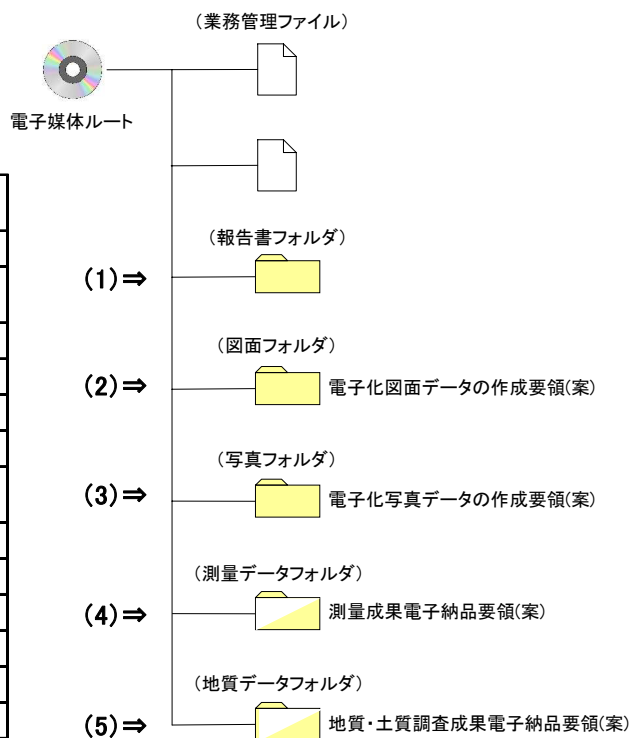 （業務管理ファイル）
電子媒体ルート
（報告書フォルダ）
(1)⇒
（図面フォルダ）
(2)⇒ 電子化図面データの作成要領(案)
（写真フォルダ）
(3)⇒ 電子化写真データの作成要領(案)
（測量データフォルダ）
(4)⇒ 測量成果電子納品要領(案)
（地質データフォルダ）
(5)⇒ 地質・土質調査成果電子納品要領(案)